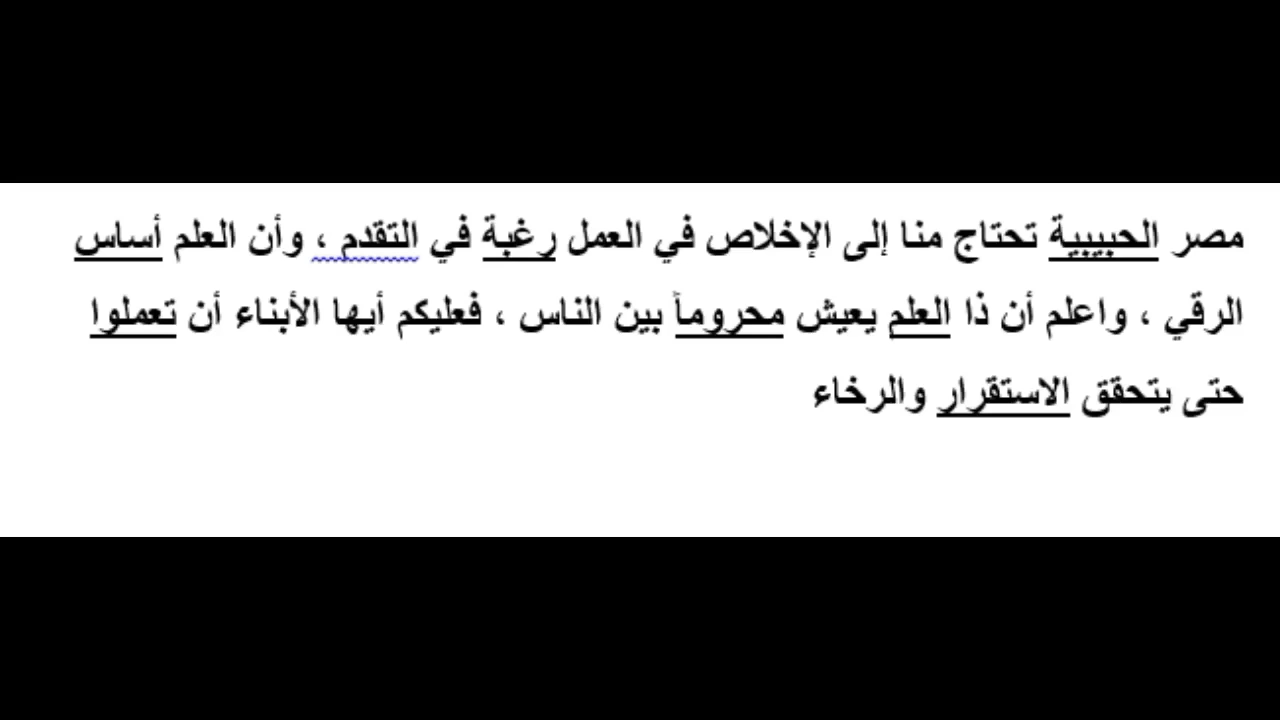 مصر الحبيبية تحتاج منا إلى الإخلاص في العمل رغبة في التقدم ، وأن العلم أساس
الرقي ، واعلم أن ذا العلم يعيش محروماً بين الناس ، فعليكم أيها الأبناء أن تعملوا
حتى يتحقق الاستقرار والرخاء